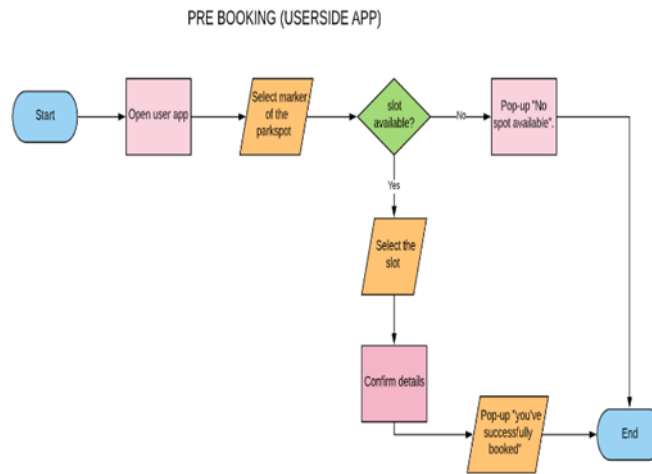 PRE BOOKING (USERSIDE APP)
Start
Open user app
Select marker
of the
parkspot
slot
available?
No
Pop-up "No
spot available".
Yes
Select the
slot
Confirm details
Pop-up "you've
successfully
booked"
End